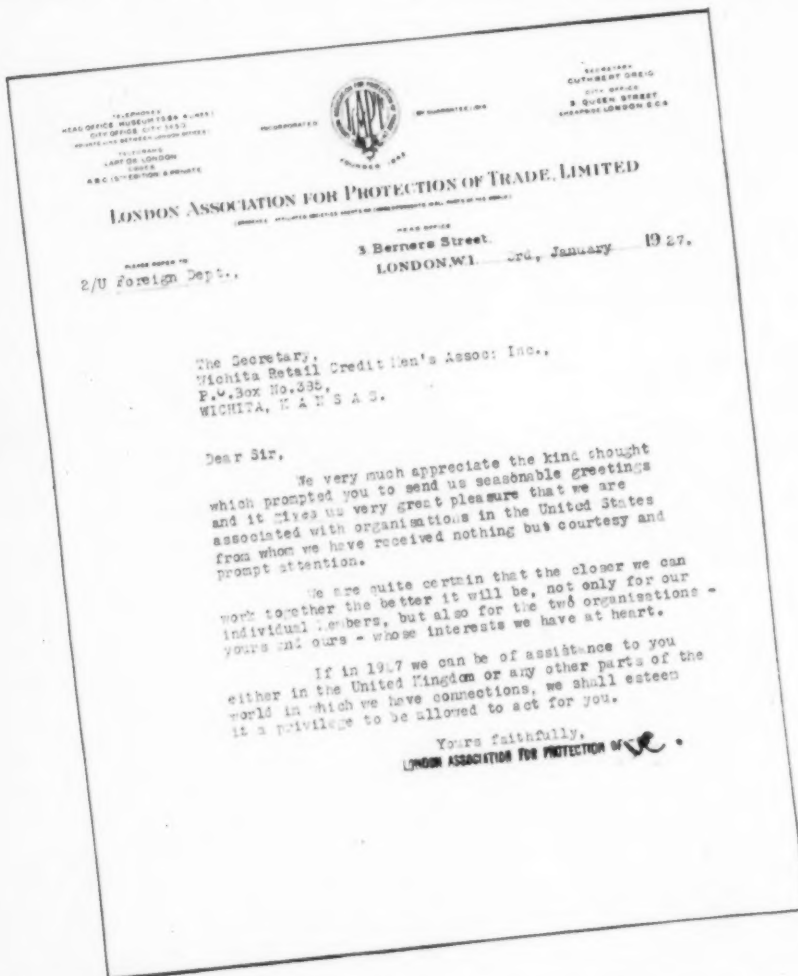 TELEPHONES
HEAD OFFICE MUSEUM
CITY OFFICE CITY
TELEGRAMS
LAPT OX LONDON
CODES
A.B.C. (5TH EDITION) & PRIVATE
INCORPORATED
LAPT
FOUNDED 1842
BY GUARANTEE
SECRETARY
CUTHBERT GREIG
CITY OFFICE
3 QUEEN STREET
CHEAPSIDE LONDON E.C.4
LONDON ASSOCIATION FOR PROTECTION OF TRADE, LIMITED
HEAD OFFICE
3 Berners Street.
PLEASE REFER TO
2/U Foreign Dept.,
LONDON, W.1. 3rd, January 1927.
The Secretary,
Wichita Retail Credit Men's Assoc: Inc.,
P.O.Box No.385,
WICHITA, K A N S A S.
Dear Sir,
We very much appreciate the kind thought
which prompted you to send us seasonable greetings
and it gives us very great pleasure that we are
associated with organisations in the United States
from whom we have received nothing but courtesy and
prompt attention.
We are quite certain that the closer we can
work together the better it will be, not only for our
individual Members, but also for the two organisations -
yours and ours - whose interests we have at heart.
If in 1927 we can be of assistance to you
either in the United Kingdom or any other parts of the
world in which we have connections, we shall esteem
it a privilege to be allowed to act for you.
Yours faithfully,
LONDON ASSOCIATION FOR PROTECTION OF